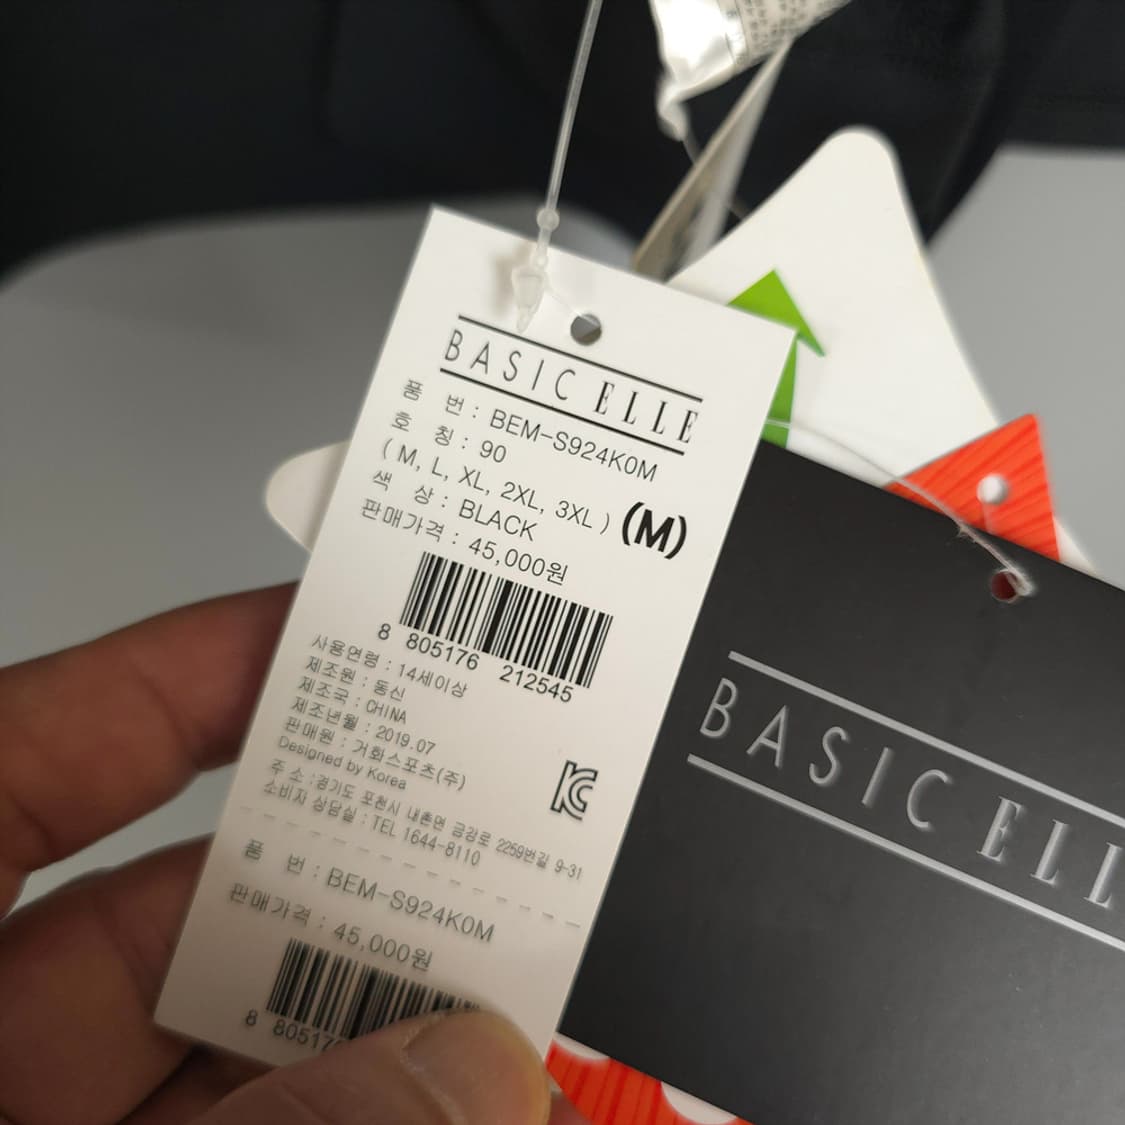 BASIC ELLE
품 번 : BEM-S924K0M
호 칭 : 90
( M, L, XL, 2XL, 3XL ) (M)
색 상 : BLACK
판매가격 : 45,000원
8 805176 212545
사용연령 : 14세이상
제조원 : 동신
제조국 : CHINA
제조년월 : 2019.07
판매원 : 거화스포츠(주)
Designed by Korea
주 소 : 경기도 포천시 내촌면 금강로 2259번길 9-31
소비자 상담실 : TEL 1644-8110
품 번 : BEM-S924K0M
판매가격 : 45,000원
8 80517
BASIC ELL